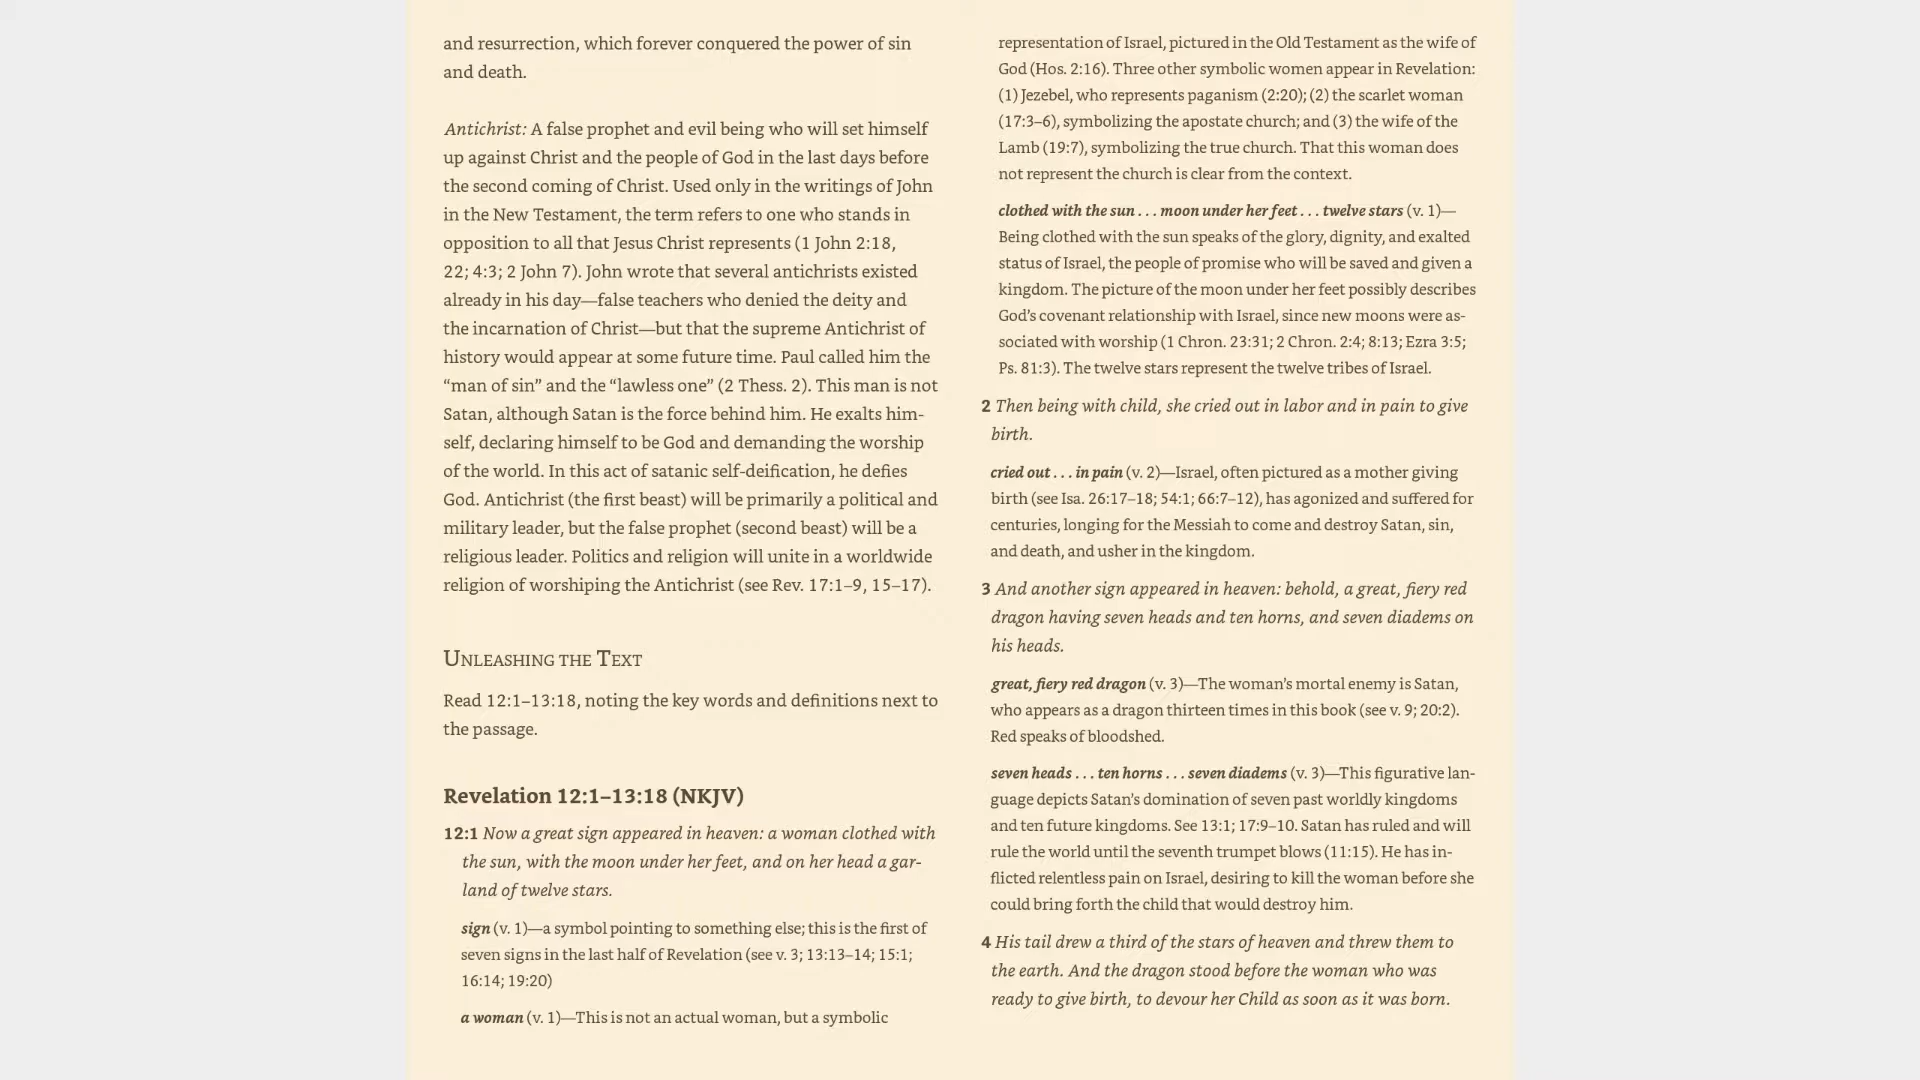 and resurrection, which forever conquered the power of sin
and death.
Antichrist: A false prophet and evil being who will set himself
up against Christ and the people of God in the last days before
the second coming of Christ. Used only in the writings of John
in the New Testament, the term refers to one who stands in
opposition to all that Jesus Christ represents (1 John 2:18,
22; 4:3; 2 John 7). John wrote that several antichrists existed
already in his day—false teachers who denied the deity and
the incarnation of Christ—but that the supreme Antichrist of
history would appear at some future time. Paul called him the
“man of sin” and the “lawless one” (2 Thess. 2). This man is not
Satan, although Satan is the force behind him. He exalts him-
self, declaring himself to be God and demanding the worship
of the world. In this act of satanic self-deification, he defies
God. Antichrist (the first beast) will be primarily a political and
military leader, but the false prophet (second beast) will be a
religious leader. Politics and religion will unite in a worldwide
religion of worshiping the Antichrist (see Rev. 17:1–9, 15–17).
UNLEASHING THE TEXT
Read 12:1–13:18, noting the key words and definitions next to
the passage.
Revelation 12:1–13:18 (NKJV)
12:1 Now a great sign appeared in heaven: a woman clothed with
the sun, with the moon under her feet, and on her head a gar-
land of twelve stars.
sign (v. 1)—a symbol pointing to something else; this is the first of
seven signs in the last half of Revelation (see v. 3; 13:13–14; 15:1;
16:14; 19:20)
a woman (v. 1)—This is not an actual woman, but a symbolic
representation of Israel, pictured in the Old Testament as the wife of
God (Hos. 2:16). Three other symbolic women appear in Revelation:
(1) Jezebel, who represents paganism (2:20); (2) the scarlet woman
(17:3–6), symbolizing the apostate church; and (3) the wife of the
Lamb (19:7), symbolizing the true church. That this woman does
not represent the church is clear from the context.
clothed with the sun . . . moon under her feet . . . twelve stars (v. 1)—
Being clothed with the sun speaks of the glory, dignity, and exalted
status of Israel, the people of promise who will be saved and given a
kingdom. The picture of the moon under her feet possibly describes
God’s covenant relationship with Israel, since new moons were as-
sociated with worship (1 Chron. 23:31; 2 Chron. 2:4; 8:13; Ezra 3:5;
Ps. 81:3). The twelve stars represent the twelve tribes of Israel.
2 Then being with child, she cried out in labor and in pain to give
birth.
cried out . . . in pain (v. 2)—Israel, often pictured as a mother giving
birth (see Isa. 26:17–18; 54:1; 66:7–12), has agonized and suffered for
centuries, longing for the Messiah to come and destroy Satan, sin,
and death, and usher in the kingdom.
3 And another sign appeared in heaven: behold, a great, fiery red
dragon having seven heads and ten horns, and seven diadems on
his heads.
great, fiery red dragon (v. 3)—The woman’s mortal enemy is Satan,
who appears as a dragon thirteen times in this book (see v. 9; 20:2).
Red speaks of bloodshed.
seven heads . . . ten horns . . . seven diadems (v. 3)—This figurative lan-
guage depicts Satan’s domination of seven past worldly kingdoms
and ten future kingdoms. See 13:1; 17:9–10. Satan has ruled and will
rule the world until the seventh trumpet blows (11:15). He has in-
flicted relentless pain on Israel, desiring to kill the woman before she
could bring forth the child that would destroy him.
4 His tail drew a third of the stars of heaven and threw them to
the earth. And the dragon stood before the woman who was
ready to give birth, to devour her Child as soon as it was born.